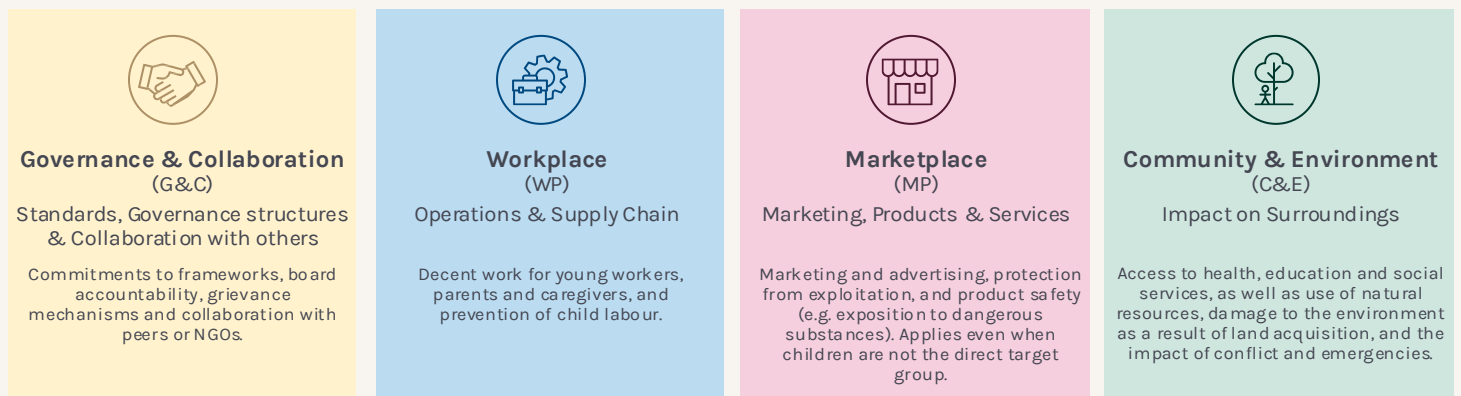 Governance & Collaboration
(G&C)
Standards, Governance structures
& Collaboration with others
Commitments to frameworks, board
accountability, grievance
mechanisms and collaboration with
peers or NGOs.
Workplace
(WP)
Operations & Supply Chain
Decent work for young workers,
parents and caregivers, and
prevention of child labour.
Marketplace
(MP)
Marketing, Products & Services
Marketing and advertising, protection
from exploitation, and product safety
(e.g. exposition to dangerous
substances). Applies even when
children are not the direct target
group.
Community & Environment
(C&E)
Impact on Surroundings
Access to health, education and social
services, as well as use of natural
resources, damage to the environment
as a result of land acquisition, and the
impact of conflict and emergencies.